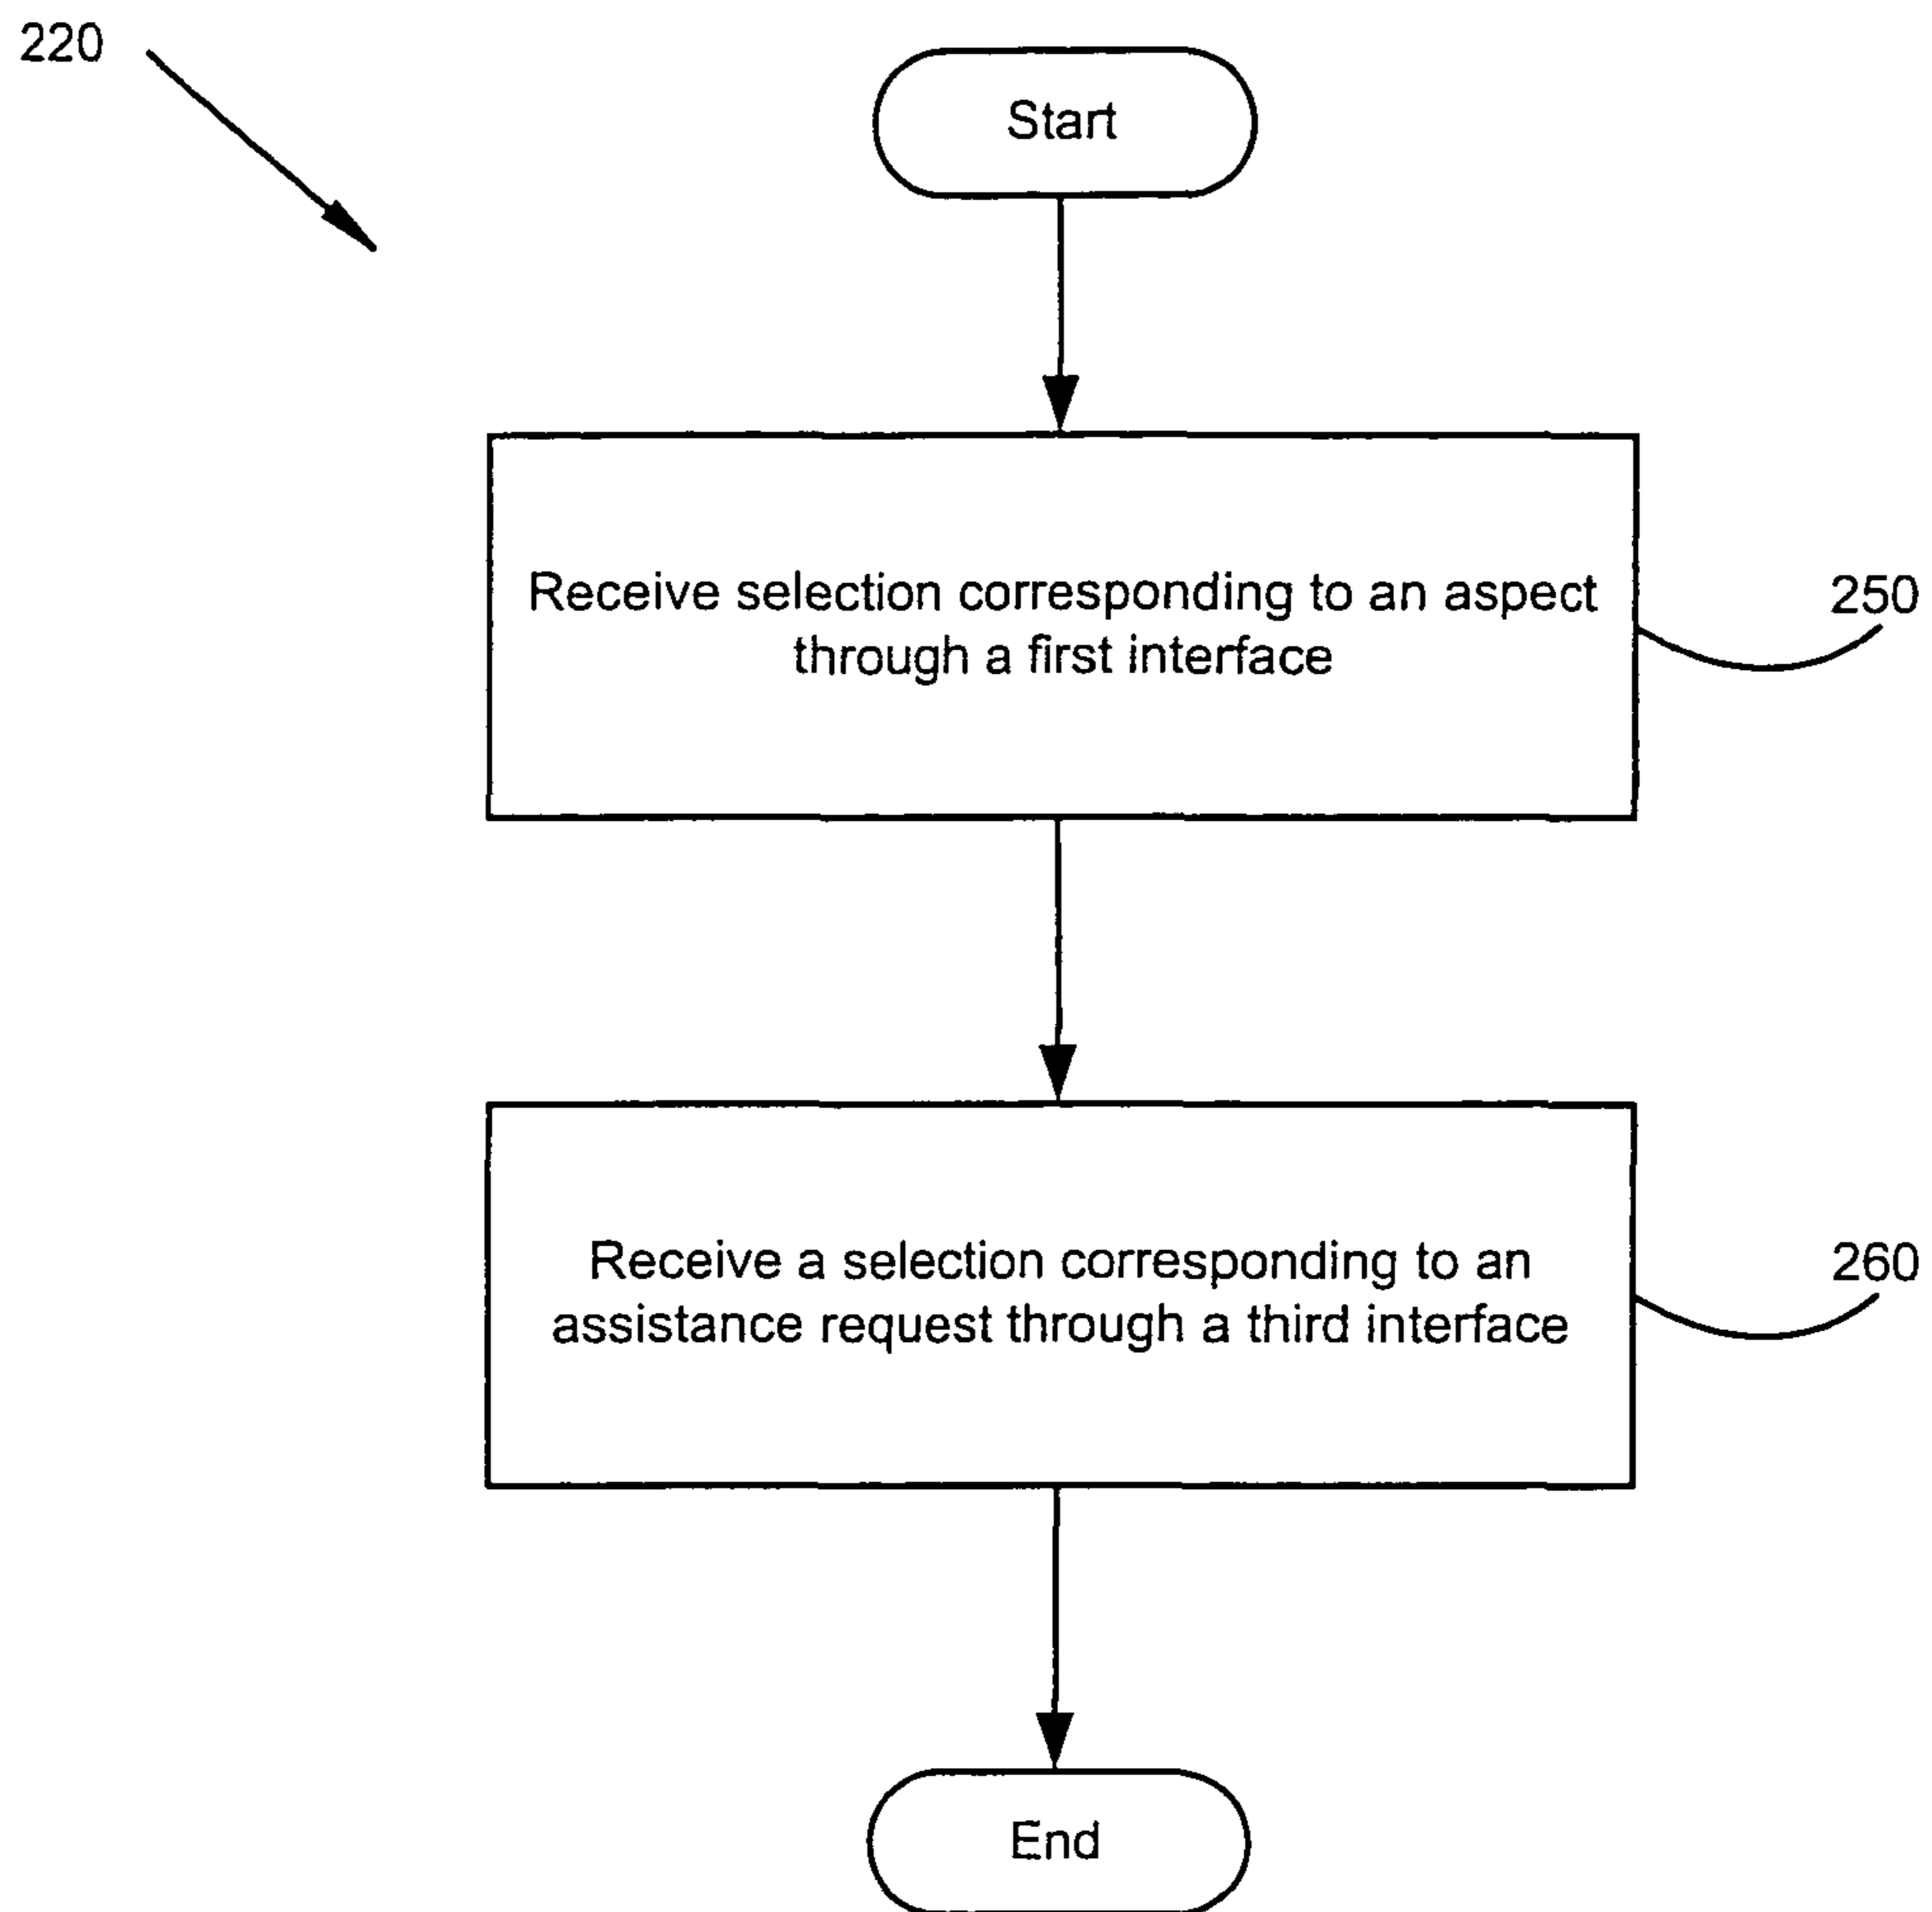 220
Start
Receive selection corresponding to an aspect
through a first interface
250
Receive a selection corresponding to an
assistance request through a third interface
260
End